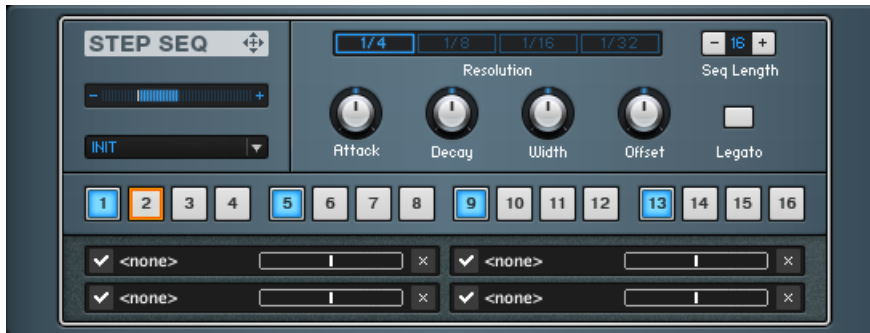 STEP SEQ
1/4 1/8 1/16 1/32
- 16 +
Resolution
Seq Length
- +
INIT
Attack Decay Width Offset Legato
1 2 3 4 5 6 7 8 9 10 11 12 13 14 15 16
<none> x <none> x
<none> x <none> x